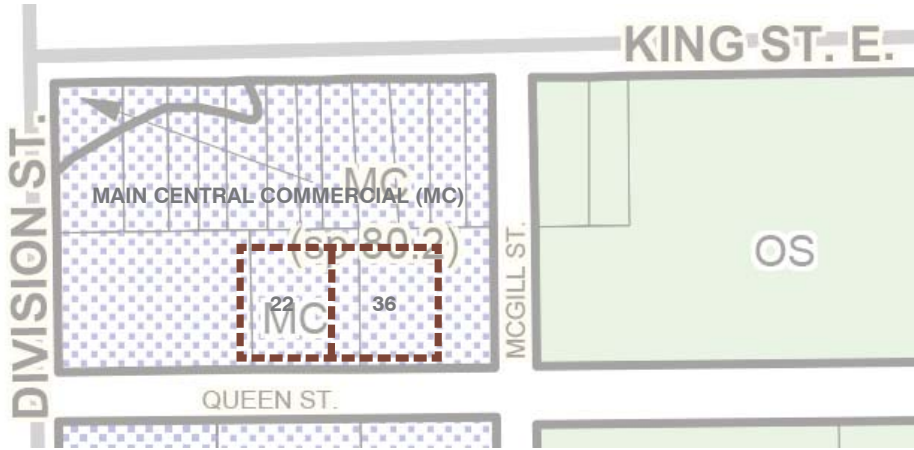 KING ST. E.
DIVISION ST.
MC
MAIN CENTRAL COMMERCIAL (MC)
(sp 80.2)
OS
MCGILL ST.
22
36
MC
QUEEN ST.